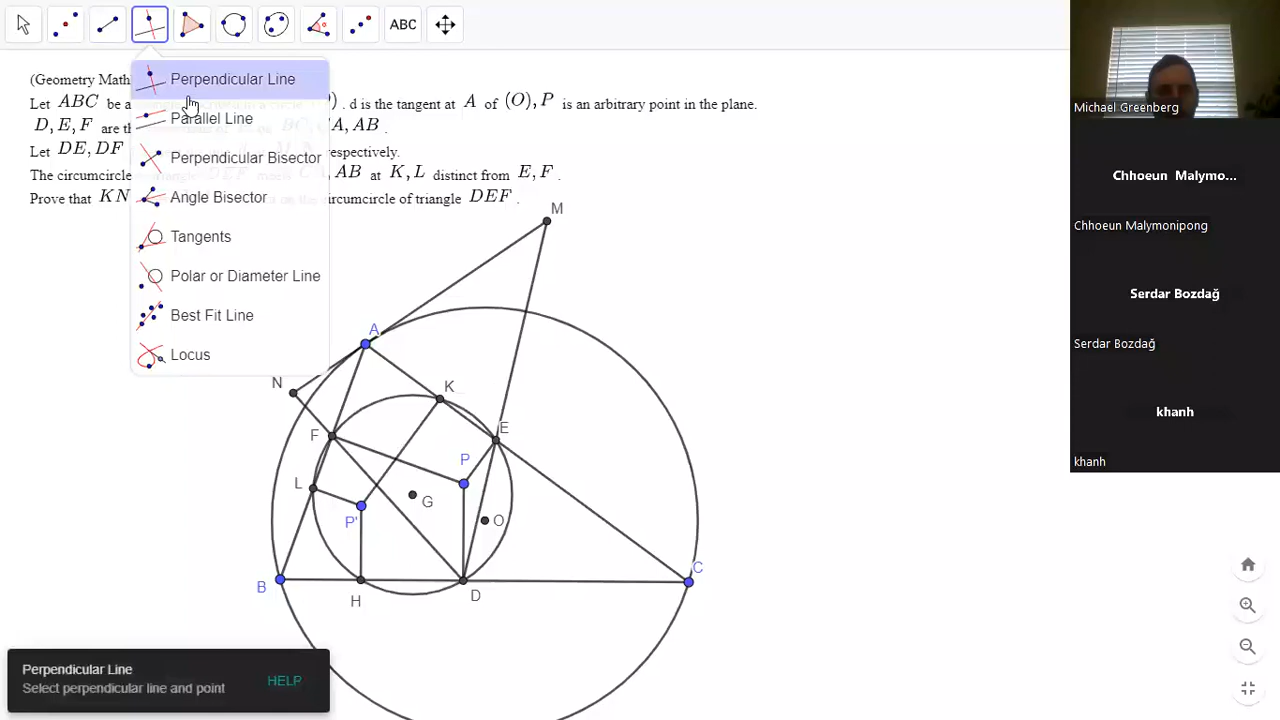 ABC
(Geometry Math
Let ABC be a . d is the tangent at A of (O), P is an arbitrary point in the plane.
D, E, F are the CA, AB .
Let DE, DF respectively.
The circumcircle CA, AB at K, L distinct from E, F .
Prove that KN circumcircle of triangle DEF .
Perpendicular Line
Parallel Line
Perpendicular Bisector
Angle Bisector
Tangents
Polar or Diameter Line
Best Fit Line
Locus
M
A
N
K
F
E
P
L
G
P'
O
B
C
H
D
Perpendicular Line
Select perpendicular line and point
HELP
Michael Greenberg
Chhoeun Malymo...
Chhoeun Malymonipong
Serdar Bozdağ
Serdar Bozdağ
khanh
khanh